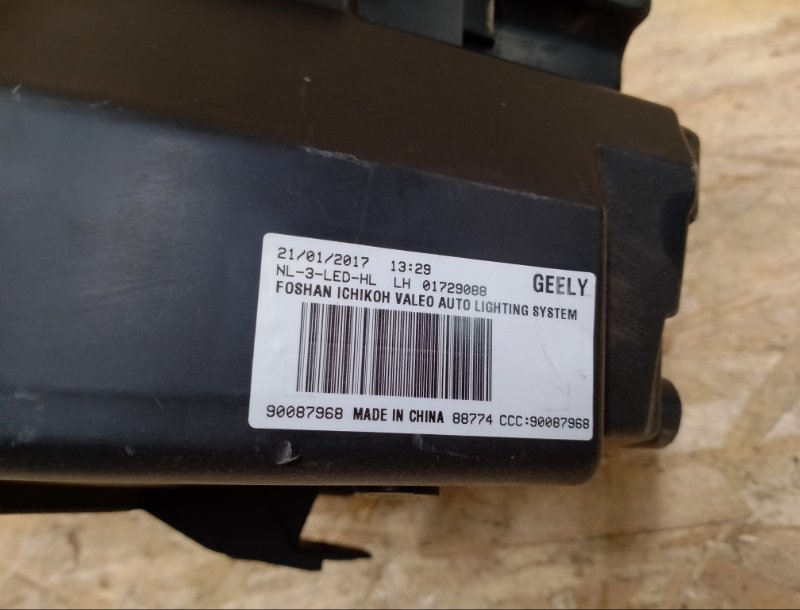 21/01/2017 13:29
NL-3-LED-HL LH 01729088 GEELY
FOSHAN ICHIKOH VALEO AUTO LIGHTING SYSTEM
90087968 MADE IN CHINA 88774 CCC:90087968